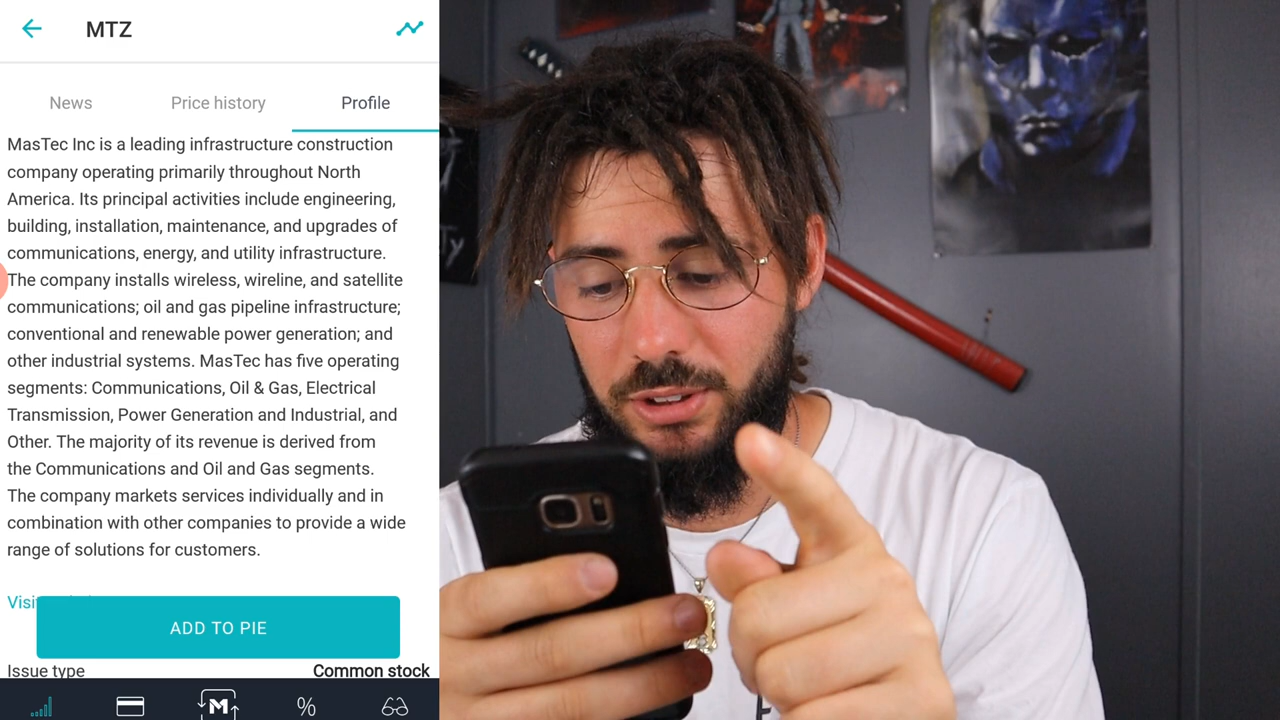 MTZ
News
Price history
Profile
MasTec Inc is a leading infrastructure construction
company operating primarily throughout North
America. Its principal activities include engineering,
building, installation, maintenance, and upgrades of
communications, energy, and utility infrastructure.
The company installs wireless, wireline, and satellite
communications; oil and gas pipeline infrastructure;
conventional and renewable power generation; and
other industrial systems. MasTec has five operating
segments: Communications, Oil & Gas, Electrical
Transmission, Power Generation and Industrial, and
Other. The majority of its revenue is derived from
the Communications and Oil and Gas segments.
The company markets services individually and in
combination with other companies to provide a wide
range of solutions for customers.
ADD TO PIE
Issue type
Common stock
M
%